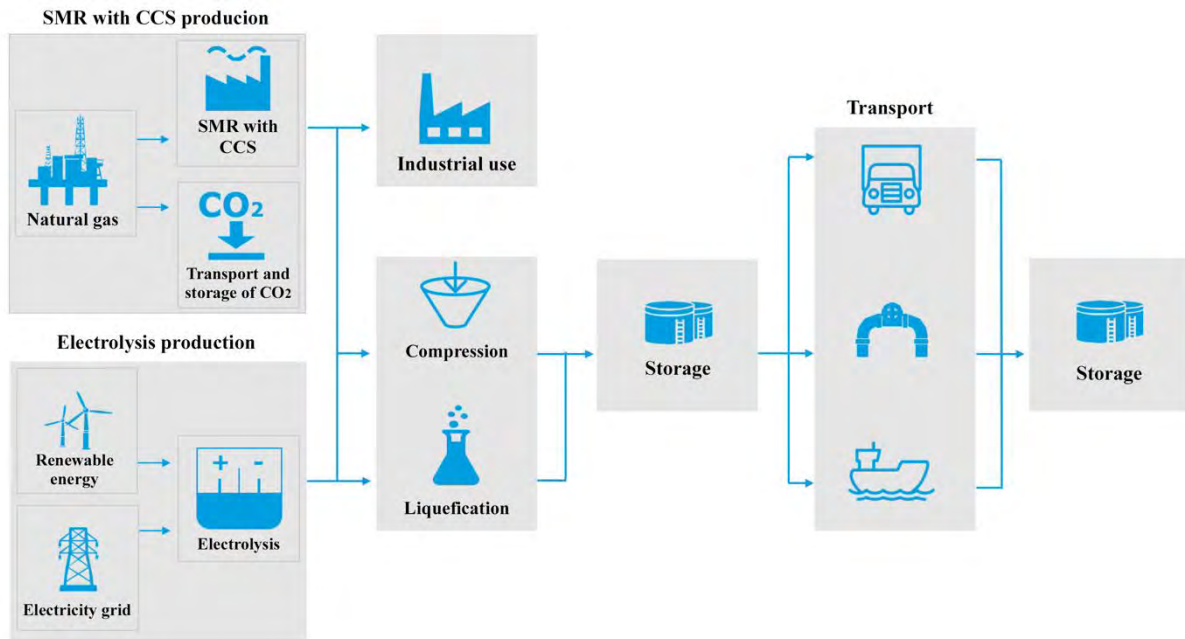 SMR with CCS producion
SMR with
CCS
Natural gas
CO2
Transport and
storage of CO2
Industrial use
Electrolysis production
Renewable
energy
+ -
Electrolysis
Electricity grid
Compression
Liquefication
Storage
Transport
Storage